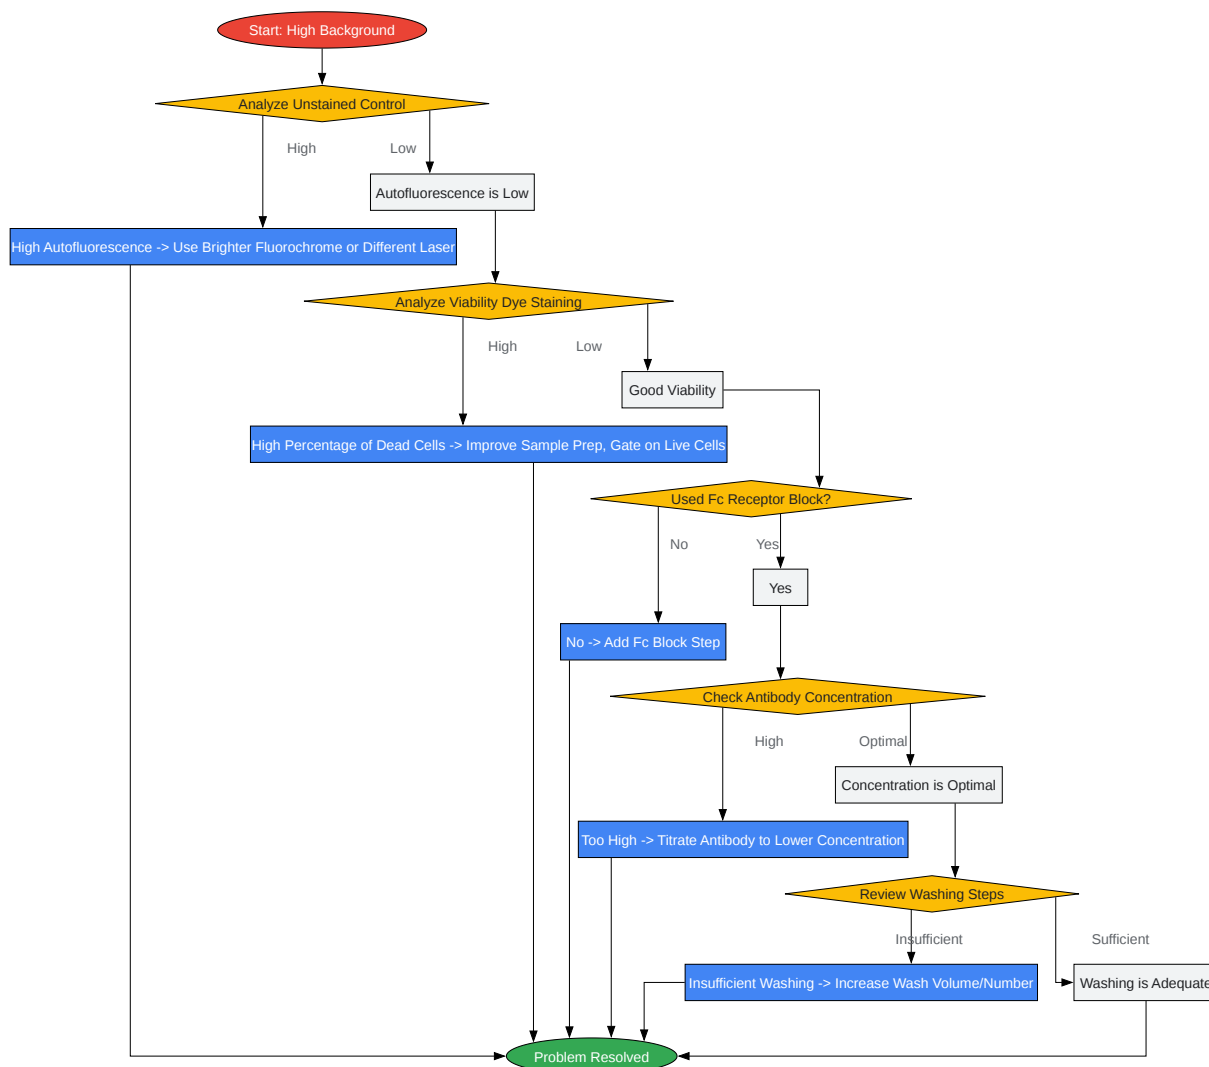 Start: High Background
Analyze Unstained Control
High
Low
Autofluorescence is Low
High Autofluorescence -> Use Brighter Fluorochrome or Different Laser
Analyze Viability Dye Staining
High
Low
Good Viability
High Percentage of Dead Cells -> Improve Sample Prep, Gate on Live Cells
Used Fc Receptor Block?
No
Yes
Yes
No -> Add Fc Block Step
Check Antibody Concentration
High
Optimal
Concentration is Optimal
Too High -> Titrate Antibody to Lower Concentration
Review Washing Steps
Insufficient
Sufficient
Insufficient Washing -> Increase Wash Volume/Number
Washing is Adequate
Problem Resolved